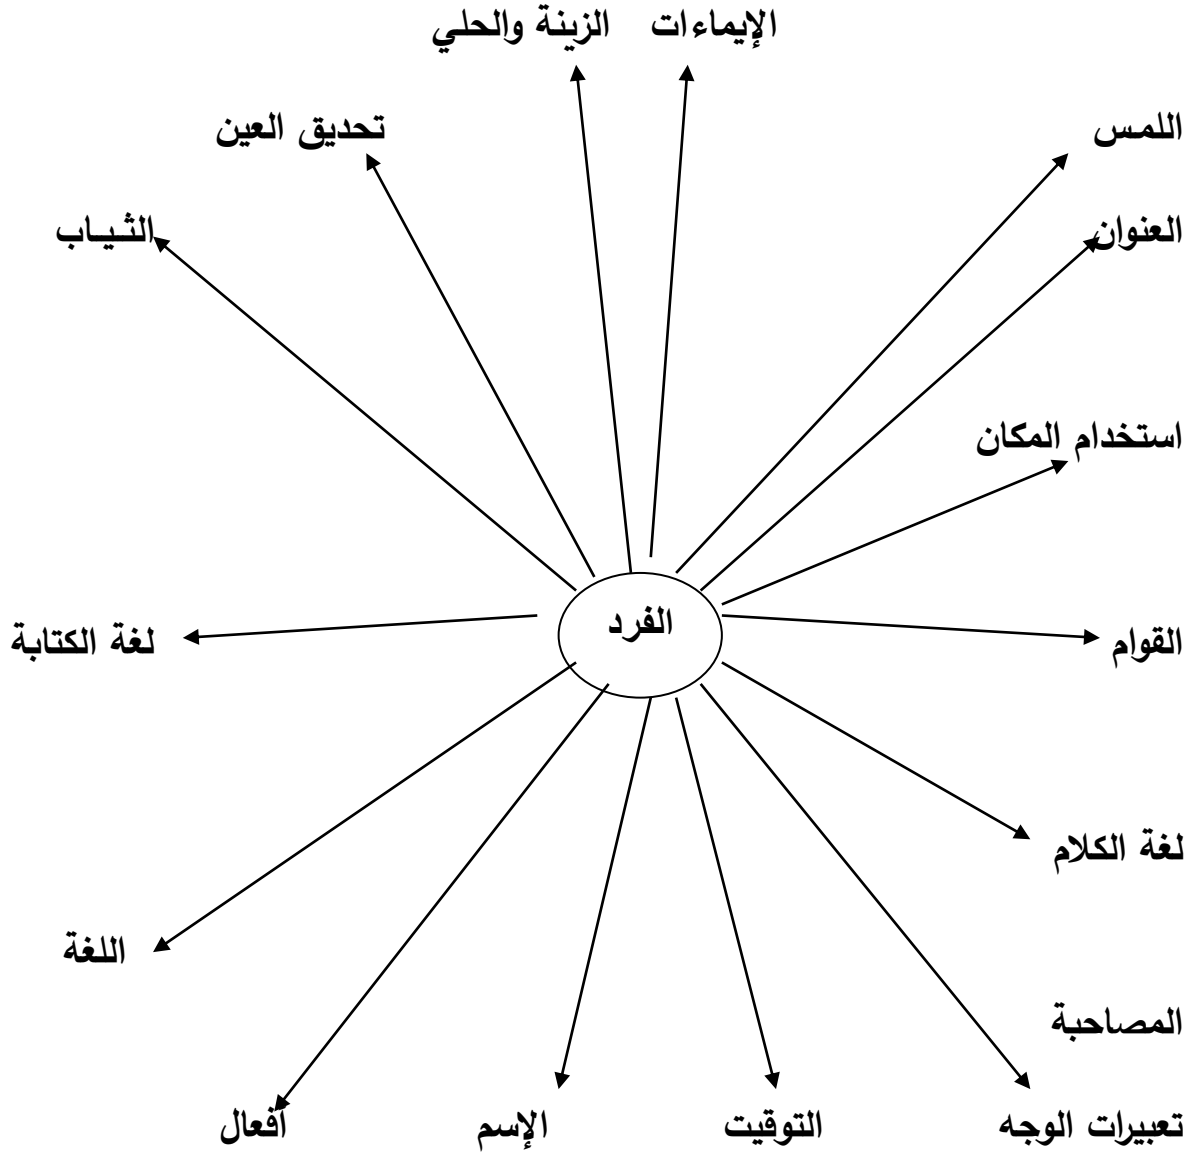 الإيماءات الزينة والحلي
اللمس تحديق العين
العنوان الثياب
استخدام المكان
الفرد
القوام لغة الكتابة
لغة الكلام
اللغة
المصاحبة
تعبيرات الوجه التوقيت الإسم أفعال